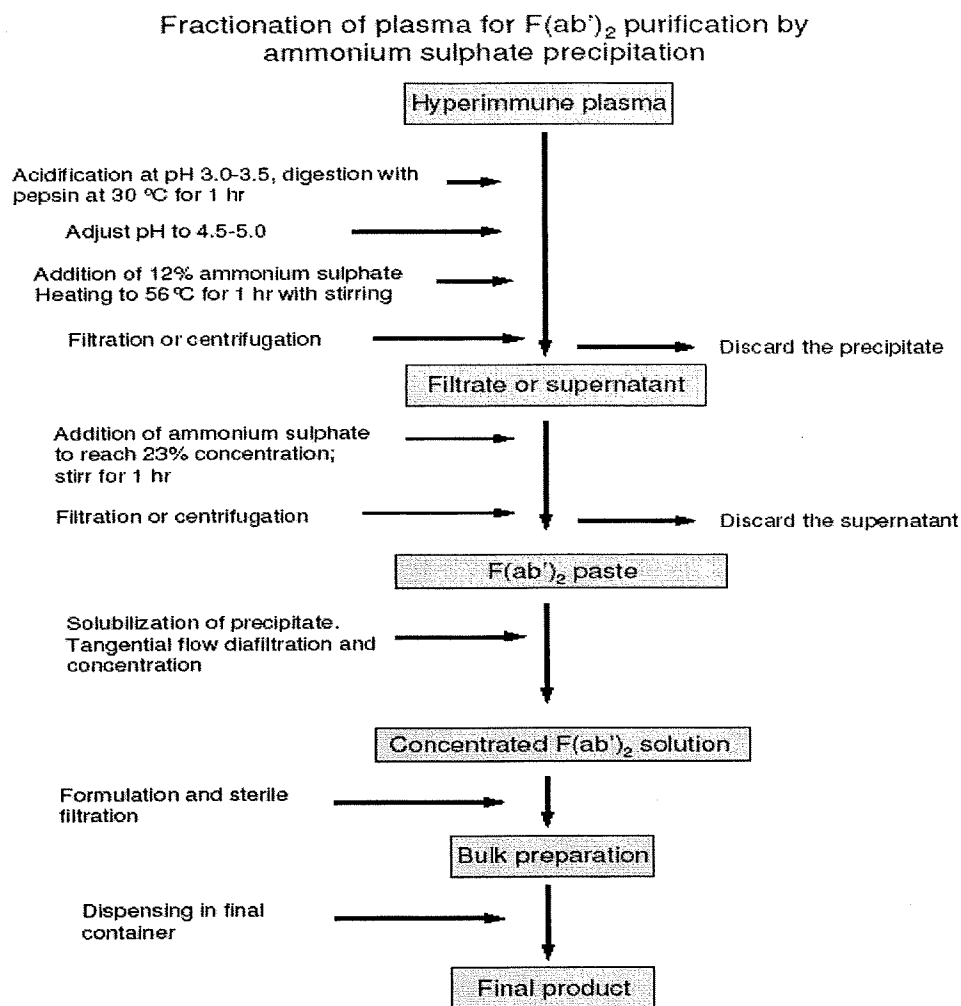 Fractionation of plasma for F(ab')₂ purification by
ammonium sulphate precipitation
Hyperimmune plasma
Acidification at pH 3.0-3.5, digestion with
pepsin at 30 ºC for 1 hr
Adjust pH to 4.5-5.0
Addition of 12% ammonium sulphate
Heating to 56ºC for 1 hr with stirring
Filtration or centrifugation
Discard the precipitate
Filtrate or supernatant
Addition of ammonium sulphate
to reach 23% concentration;
stirr for 1 hr
Filtration or centrifugation
Discard the supernatant
F(ab')₂ paste
Solubilization of precipitate.
Tangential flow diafiltration and
concentration
Concentrated F(ab')₂ solution
Formulation and sterile
filtration
Bulk preparation
Dispensing in final
container
Final product